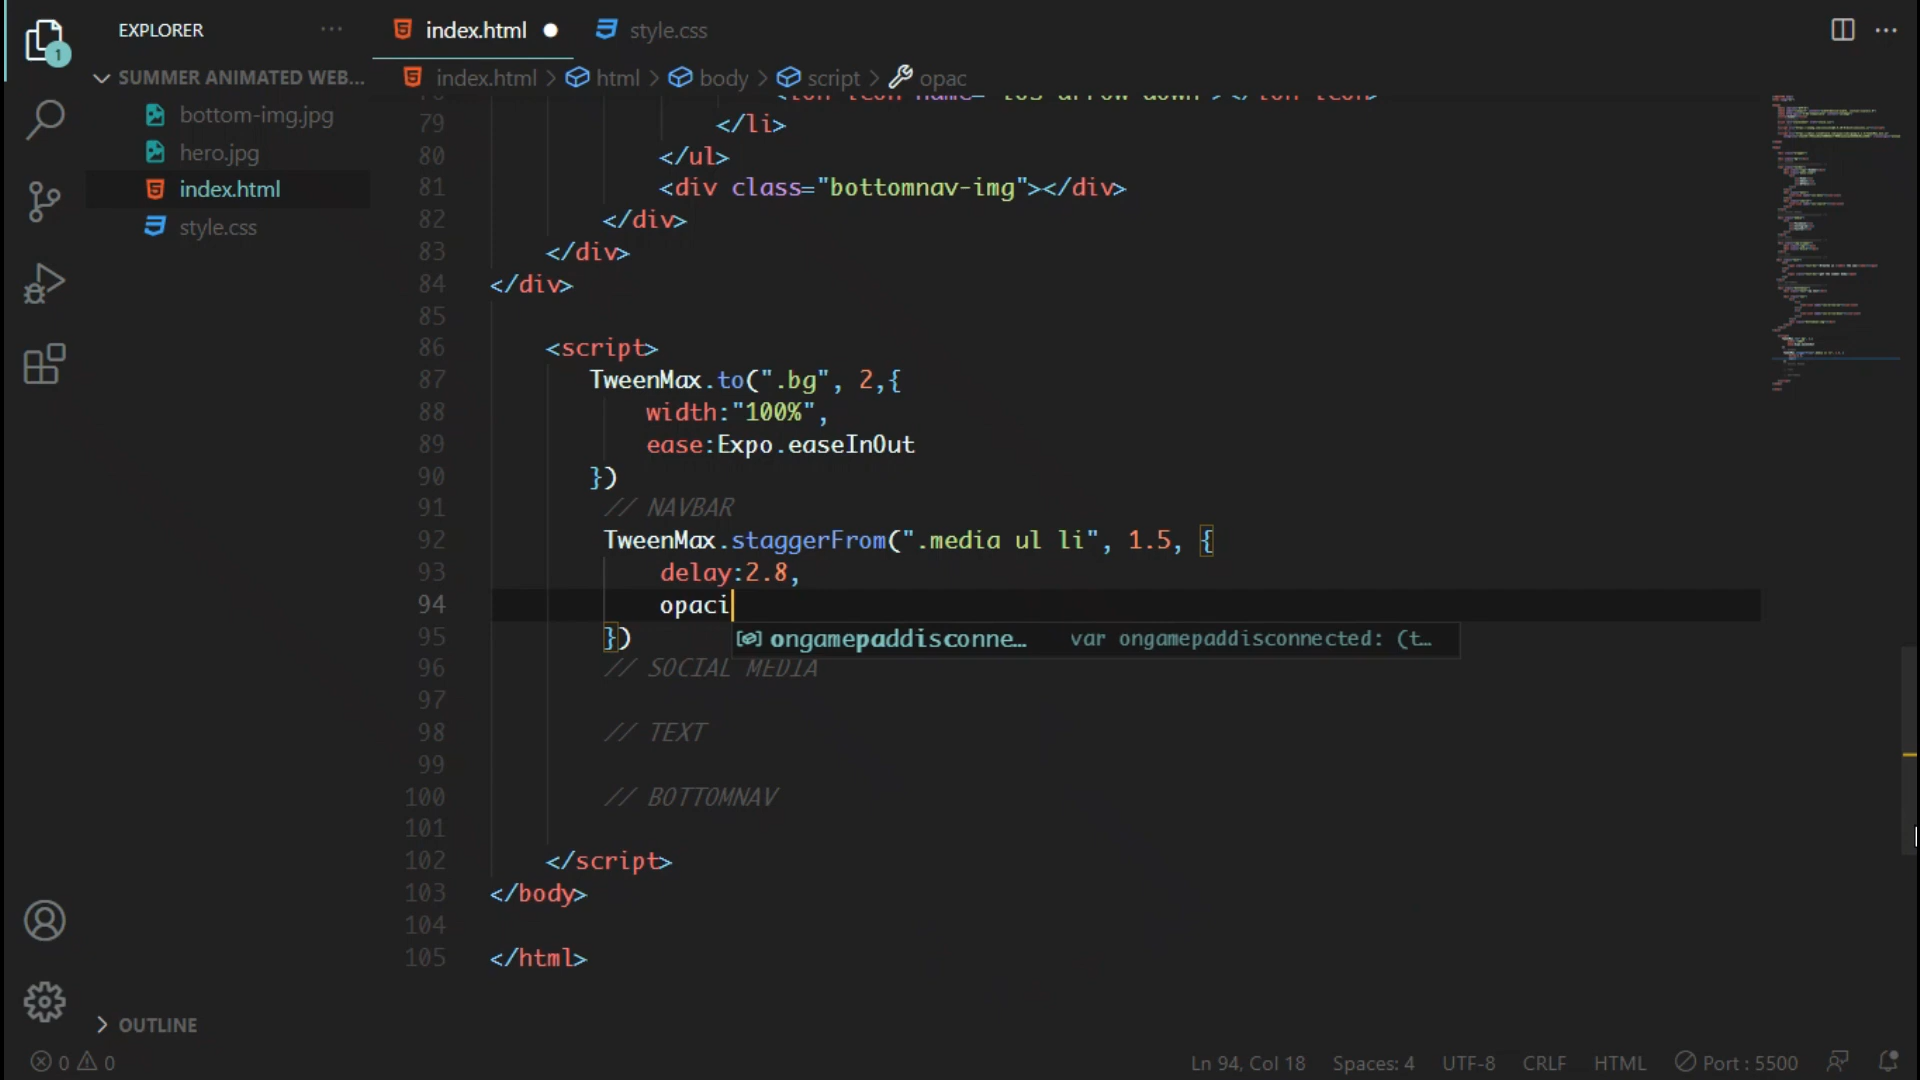 EXPLORER
SUMMER ANIMATED WEB...
bottom-img.jpg
hero.jpg
index.html
style.css
index.html
style.css
index.html > html > body > script > opac
79 </li>
80 </ul>
81 <div class="bottomnav-img"></div>
82 </div>
83 </div>
84 </div>
85
86 <script>
87 TweenMax.to(".bg", 2,{
88 width:"100%",
89 ease:Expo.easeInOut
90 })
91 // NAVBAR
92 TweenMax.staggerFrom(".media ul li", 1.5, {
93 delay:2.8,
94 opaci
ongamepaddisconne… var ongamepaddisconnected: (t…
95 })
96 // SOCIAL MEDIA
97
98 // TEXT
99
100 // BOTTOMNAV
101
102 </script>
103 </body>
104
105 </html>
1
OUTLINE
0 0
Ln 94, Col 18 Spaces: 4 UTF-8 CRLF HTML Port : 5500